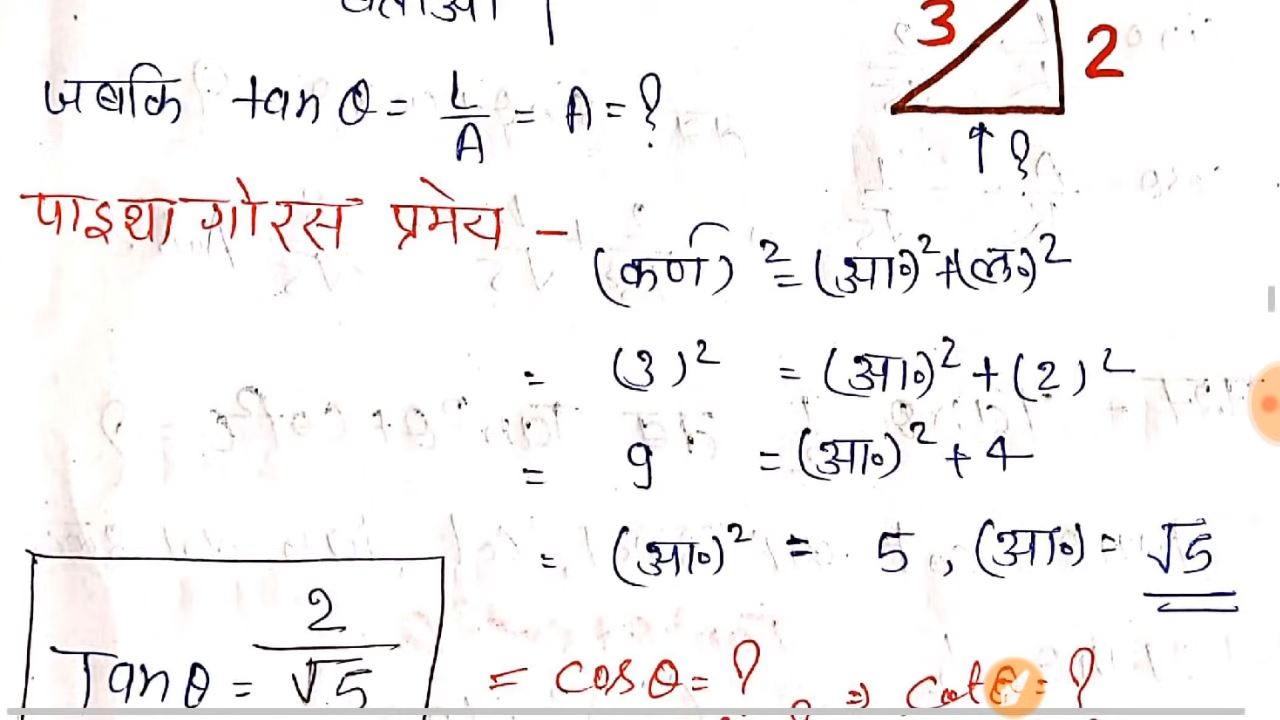 3
2
जबकि tan θ = L/A = A = ?
↑ ?
पाइथागोरस प्रमेय –
(कर्ण)² = (आ०)² + (ल०)²
= (3)² = (आ०)² + (2)²
= 9 = (आ०)² + 4
= (आ०)² = 5, (आ०) = √5
Tan θ = 2/√5 = cos θ = ? ⇒ cot θ = ?